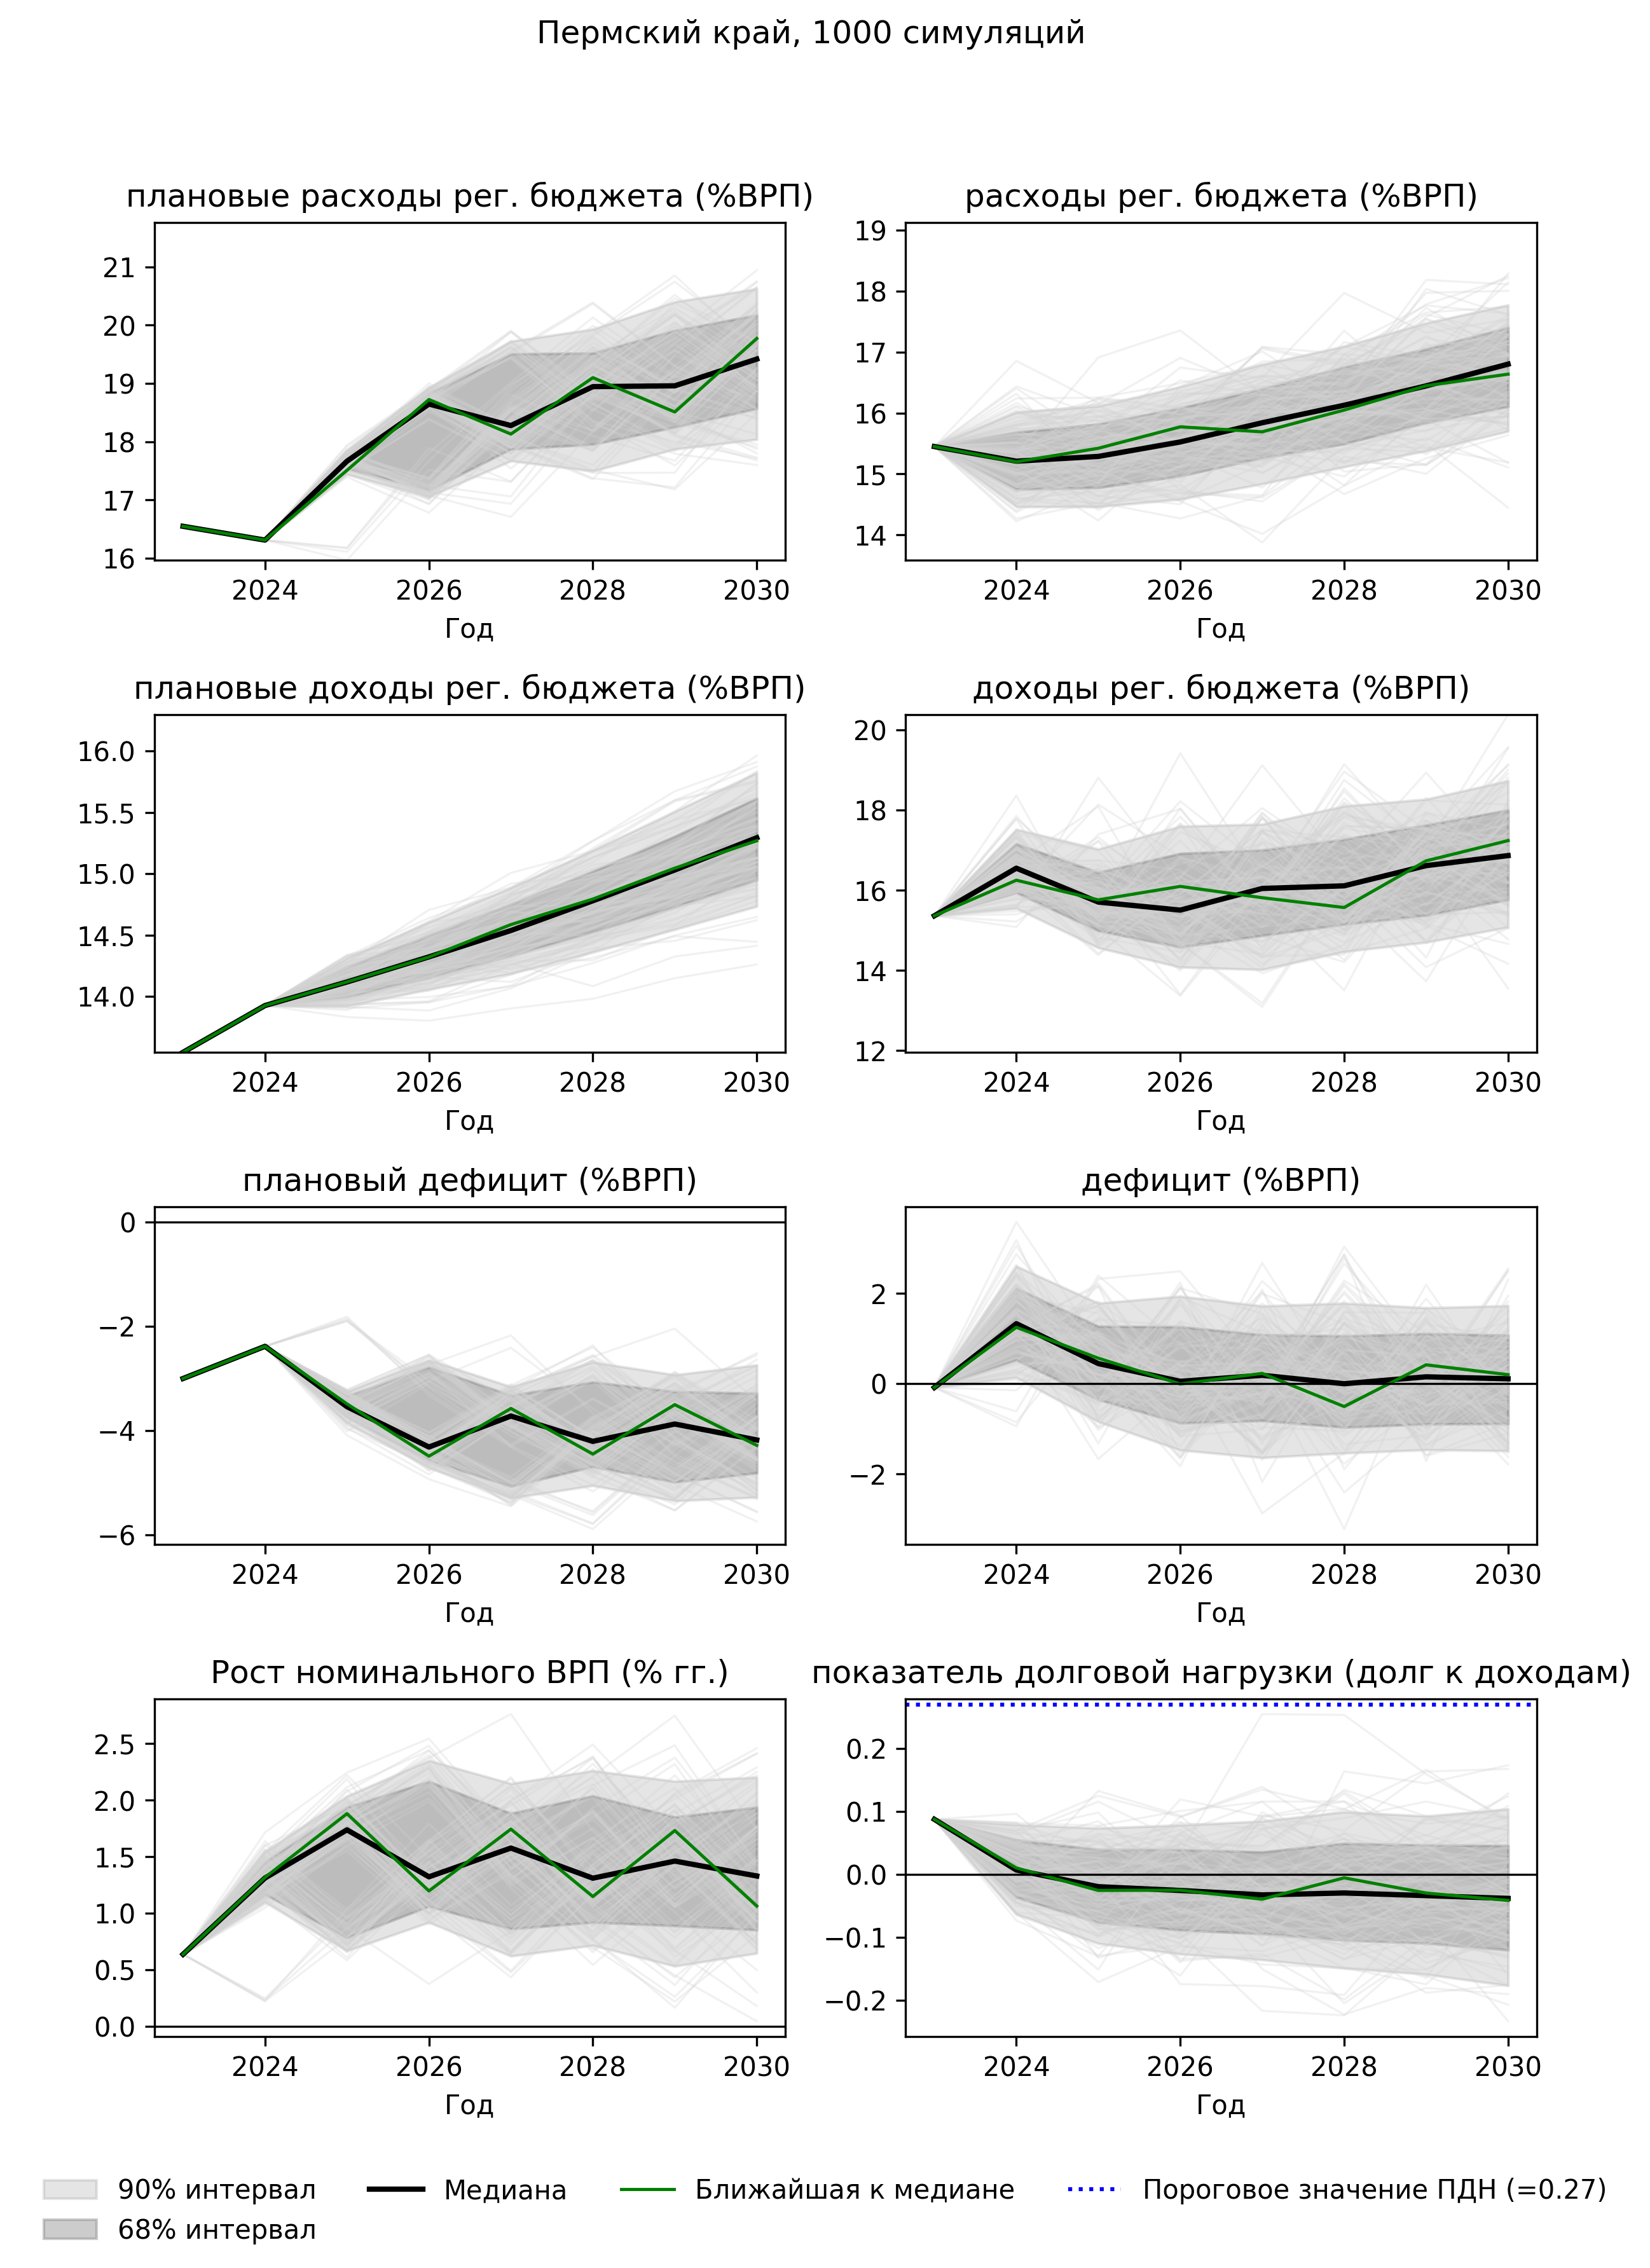 Пермский край, 1000 симуляций
плановые расходы рег. бюджета (%ВРП)
21
20
19
18
17
16
2024 2026 2028 2030
Год
расходы рег. бюджета (%ВРП)
19
18
17
16
15
14
2024 2026 2028 2030
Год
плановые доходы рег. бюджета (%ВРП)
16.0
15.5
15.0
14.5
14.0
2024 2026 2028 2030
Год
доходы рег. бюджета (%ВРП)
20
18
16
14
12
2024 2026 2028 2030
Год
плановый дефицит (%ВРП)
0
−2
−4
−6
2024 2026 2028 2030
Год
дефицит (%ВРП)
2
0
−2
2024 2026 2028 2030
Год
Рост номинального ВРП (% гг.)
2.5
2.0
1.5
1.0
0.5
0.0
2024 2026 2028 2030
Год
показатель долговой нагрузки (долг к доходам)
0.2
0.1
0.0
−0.1
−0.2
2024 2026 2028 2030
Год
90% интервал
68% интервал
Медиана
Ближайшая к медиане
Пороговое значение ПДН (=0.27)